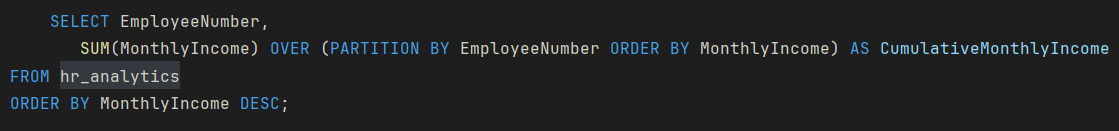 SELECT EmployeeNumber,
SUM(MonthlyIncome) OVER (PARTITION BY EmployeeNumber ORDER BY MonthlyIncome) AS CumulativeMonthlyIncome
FROM hr_analytics
ORDER BY MonthlyIncome DESC;